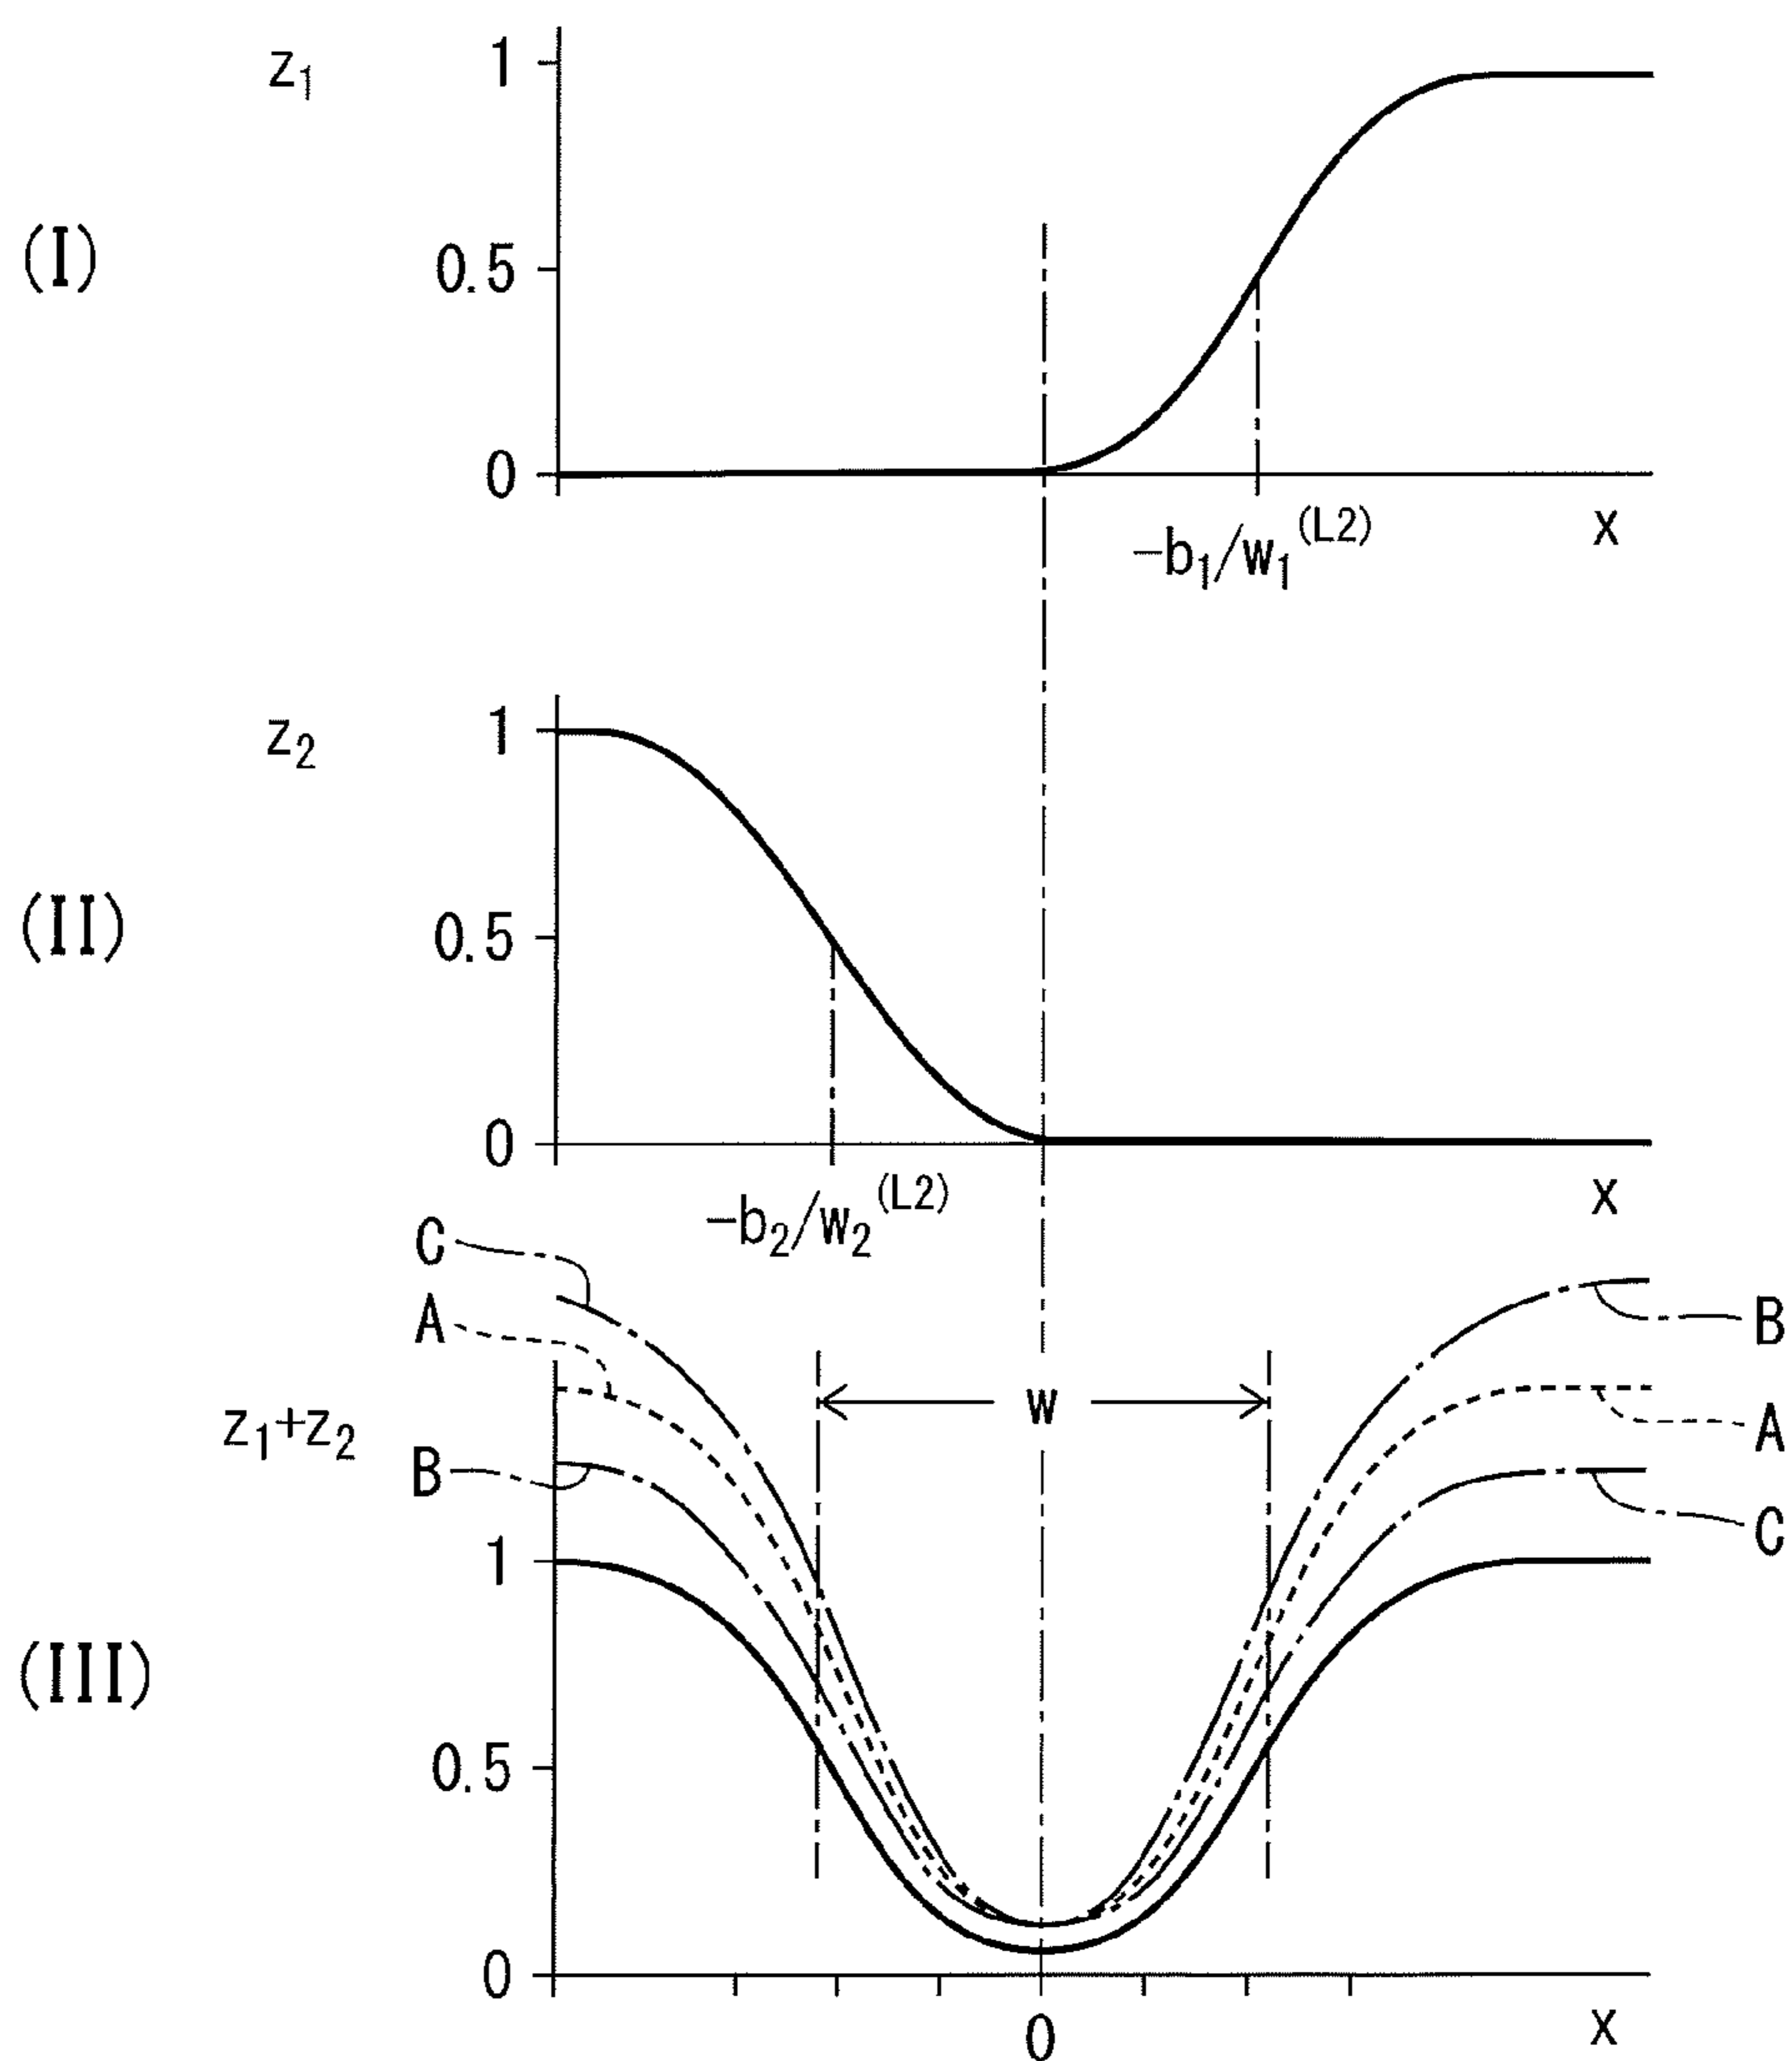 z₁
1
(I)
0.5
0
-b₁/w₁⁽ᴸ²⁾
x
z₂
1
(II)
0.5
0
-b₂/w₂⁽ᴸ²⁾
x
C
A
B
w
B
A
C
z₁+z₂
1
(III)
0.5
0
0
x